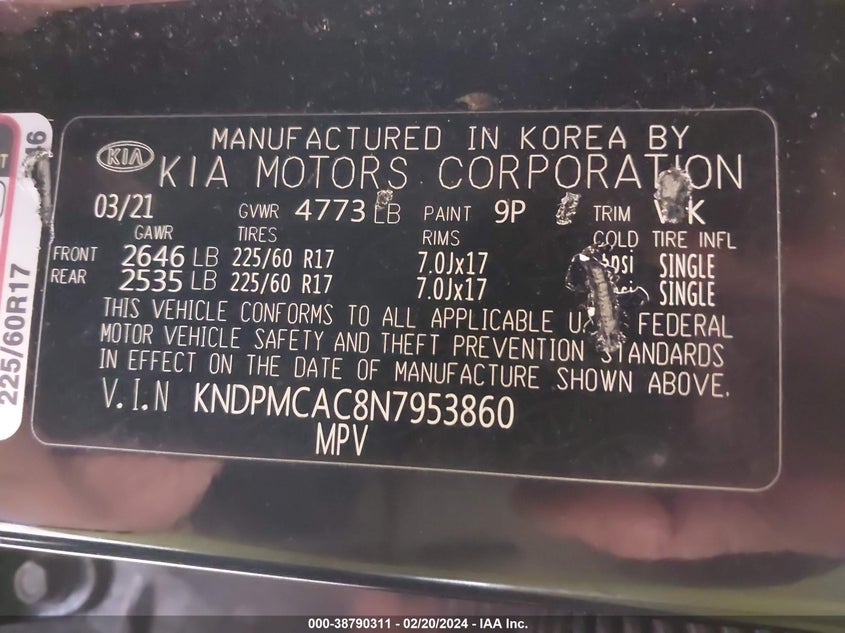 MANUFACTURED IN KOREA BY
KIA KIA MOTORS CORPORATION
03/21 GVWR 4773 LB PAINT 9P TRIM
GAWR TIRES RIMS COLD TIRE INFL
FRONT 2646 LB 225/60 R17 7.0Jx17 SINGLE
REAR 2535 LB 225/60 R17 7.0Jx17 SINGLE
THIS VEHICLE CONFORMS TO ALL APPLICABLE FEDERAL
MOTOR VEHICLE SAFETY AND THEFT PREVENTION STANDARDS
IN EFFECT ON THE DATE OF MANUFACTURE SHOWN ABOVE.
V.I.N KNDPMCAC8N7953860
MPV
225/60R17
000-38790311 - 02/20/2024 - IAA Inc.